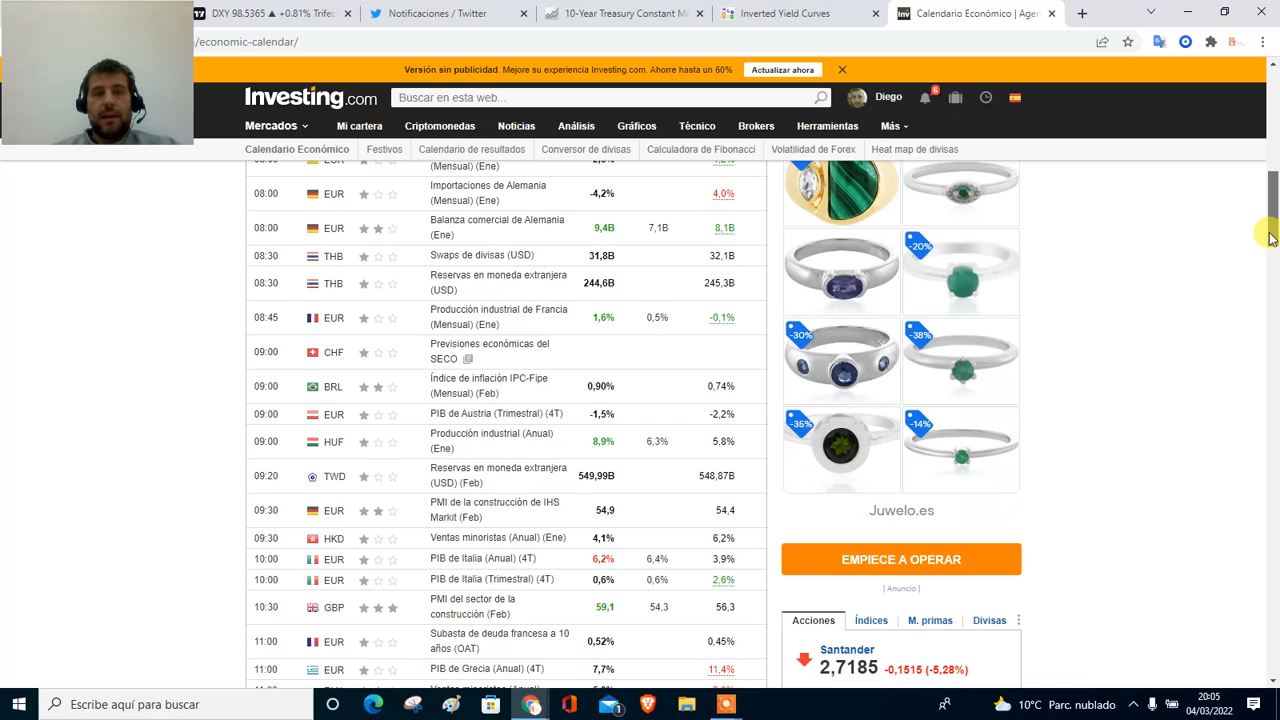 DXY 98.5365 ▲ +0.81% Trifec
Notificaciones / Twitter
10-Year Treasury Constant Ma
Inverted Yield Curves
Inv
Calendario Económico | Agen
/economic-calendar/
Versión sin publicidad. Mejore su experiencia Investing.com. Ahorre hasta un 60%
Actualizar ahora
Investing.com
Buscar en esta web...
Diego
6
Mercados
Mi cartera
Criptomonedas
Noticias
Análisis
Gráficos
Técnico
Brokers
Herramientas
Más
Calendario Económico
Festivos
Calendario de resultados
Conversor de divisas
Calculadora de Fibonacci
Volatilidad de Forex
Heat map de divisas
(Mensual) (Ene)
08:00 EUR Importaciones de Alemania -4,2% 4,0%
(Mensual) (Ene)
08:00 EUR Balanza comercial de Alemania 9,4B 7,1B 8,1B
(Ene)
08:30 THB Swaps de divisas (USD) 31,8B 32,1B
08:30 THB Reservas en moneda extranjera 244,6B 245,3B
(USD)
08:45 EUR Producción industrial de Francia 1,6% 0,5% -0,1%
(Mensual) (Ene)
09:00 CHF Previsiones económicas del
SECO
09:00 BRL Índice de inflación IPC-Fipe 0,90% 0,74%
(Mensual) (Feb)
09:00 EUR PIB de Austria (Trimestral) (4T) -1,5% -2,2%
09:00 HUF Producción industrial (Anual) 8,9% 6,3% 5,8%
(Ene)
09:20 TWD Reservas en moneda extranjera 549,99B 548,87B
(USD) (Feb)
09:30 EUR PMI de la construcción de IHS 54,9 54,4
Markit (Feb)
09:30 HKD Ventas minoristas (Anual) (Ene) 4,1% 6,2%
10:00 EUR PIB de Italia (Anual) (4T) 6,2% 6,4% 3,9%
10:00 EUR PIB de Italia (Trimestral) (4T) 0,6% 0,6% 2,6%
10:30 GBP PMI del sector de la 59,1 54,3 56,3
construcción (Feb)
11:00 EUR Subasta de deuda francesa a 10 0,52% 0,45%
años (OAT)
11:00 EUR PIB de Grecia (Anual) (4T) 7,7% 11,4%
-20%
-30%
-38%
-35%
-14%
Juwelo.es
EMPIECE A OPERAR
| Anuncio |
Acciones
Índices
M. primas
Divisas
Santander
2,7185 -0,1515 (-5,28%)
Escribe aquí para buscar
1
10°C Parc. nublado
20:05
04/03/2022